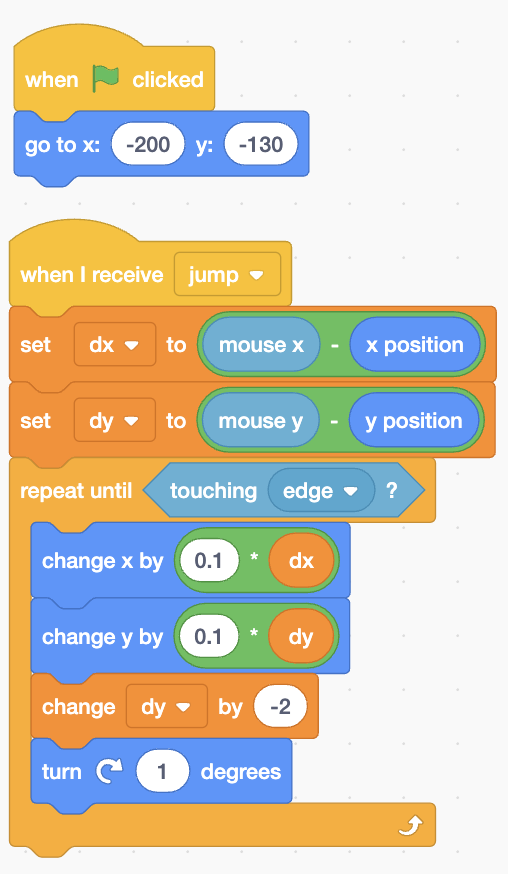 when clicked
go to x: -200 y: -130
when I receive jump
set dx to mouse x - x position
set dy to mouse y - y position
repeat until touching edge ?
change x by 0.1 * dx
change y by 0.1 * dy
change dy by -2
turn 1 degrees